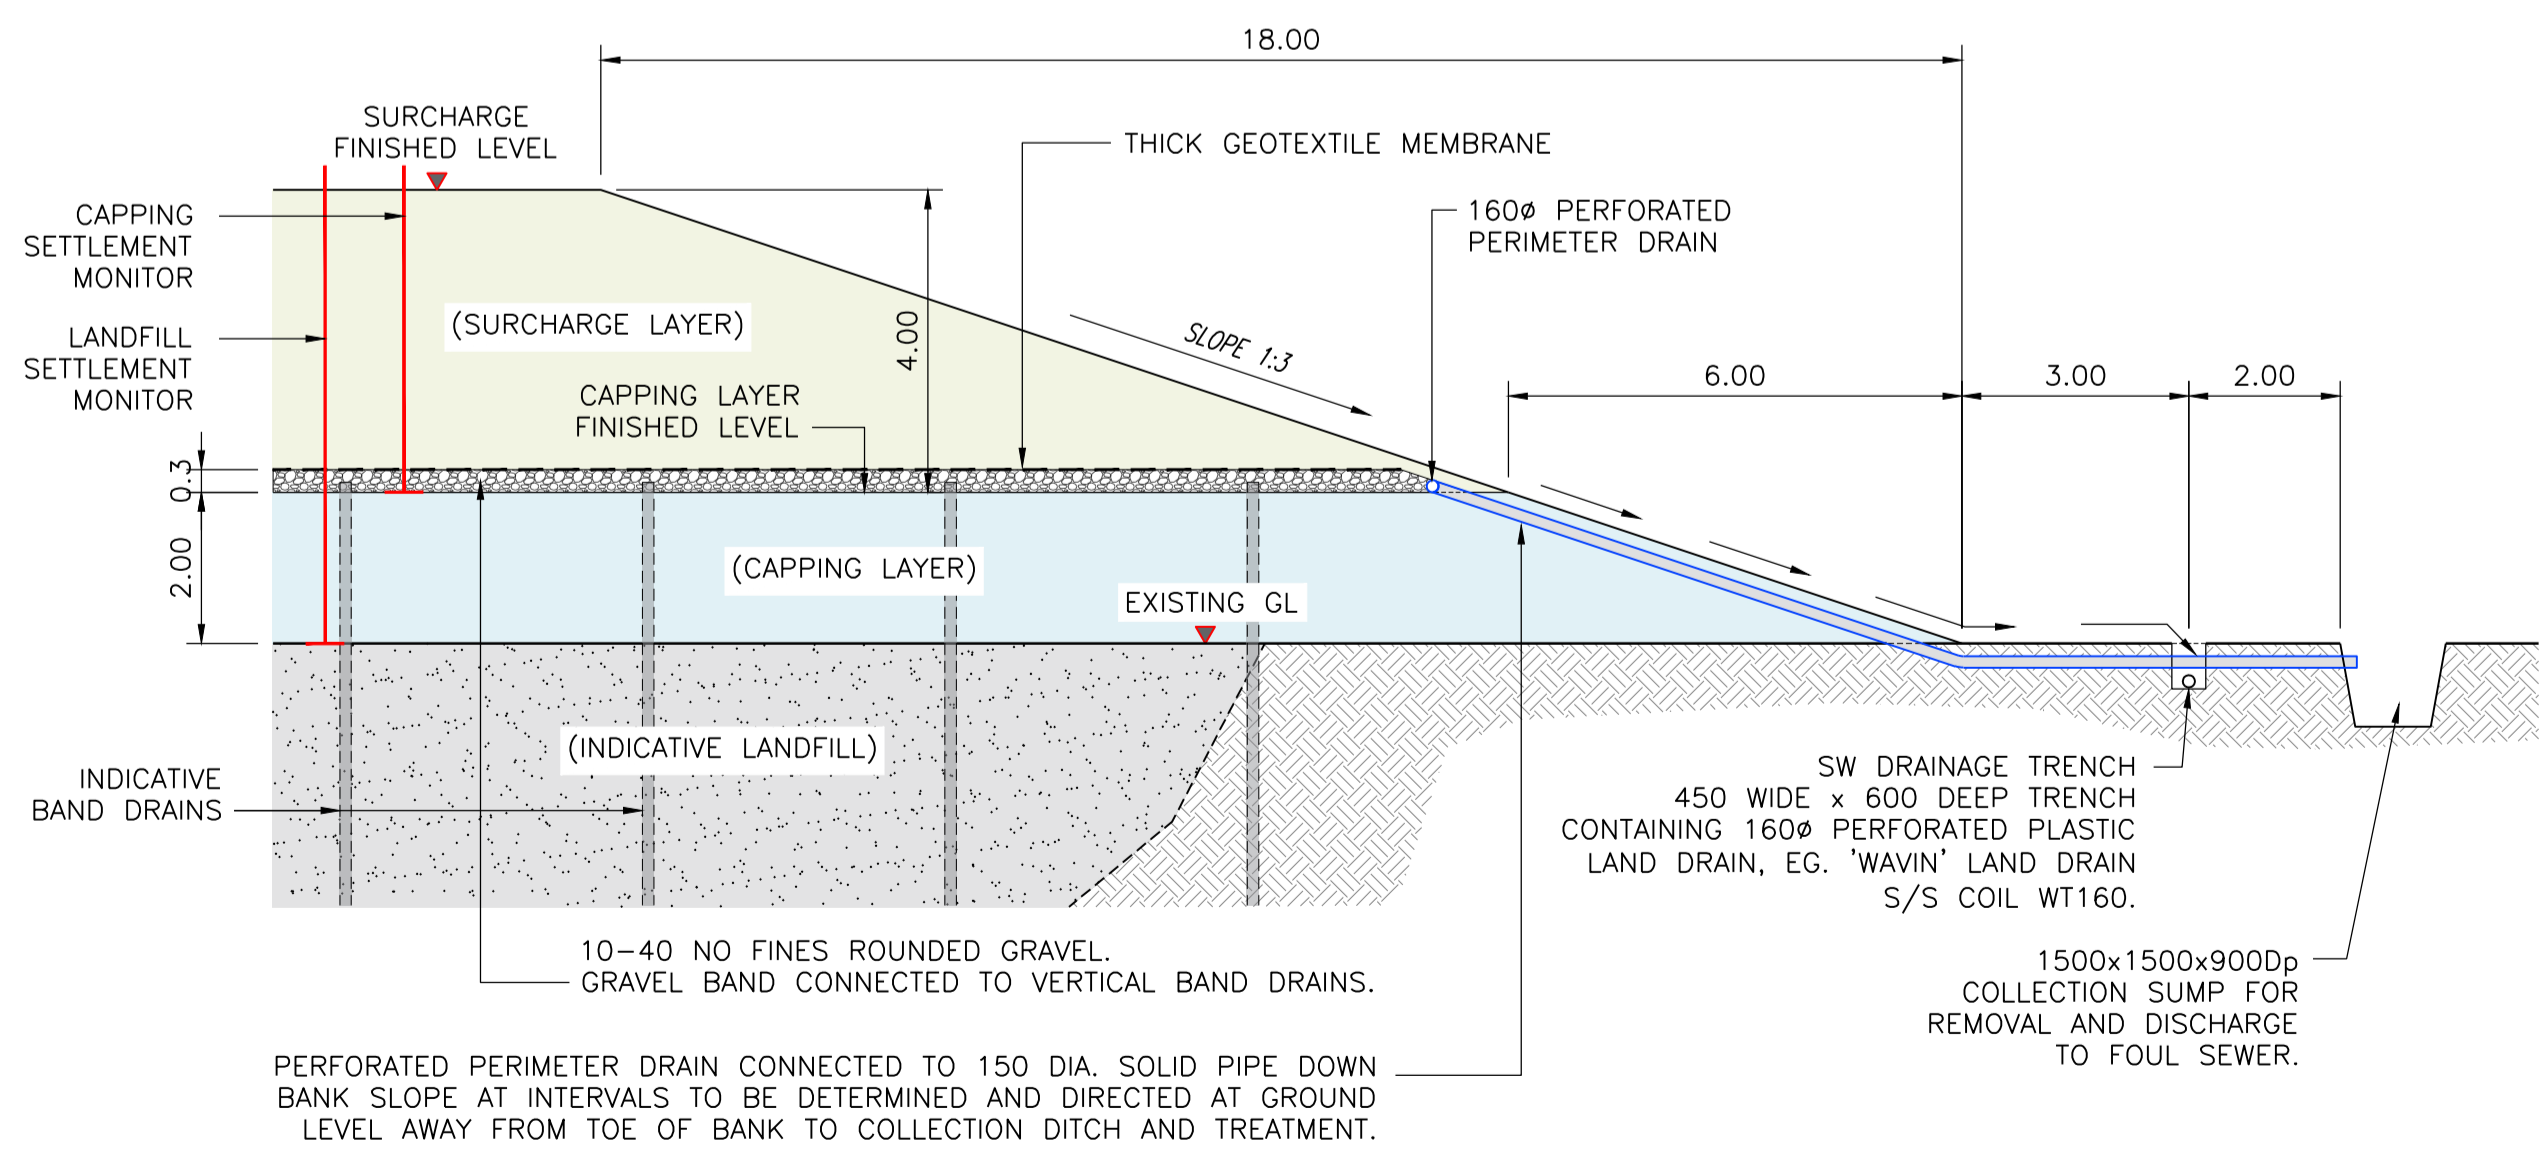 18.00
SURCHARGE
FINISHED LEVEL
THICK GEOTEXTILE MEMBRANE
CAPPING
SETTLEMENT
MONITOR
160ø PERFORATED
PERIMETER DRAIN
(SURCHARGE LAYER)
4.00
SLOPE 1:3
LANDFILL
SETTLEMENT
MONITOR
6.00
3.00
2.00
CAPPING LAYER
FINISHED LEVEL
0.3
2.00
(CAPPING LAYER)
EXISTING GL
(INDICATIVE LANDFILL)
INDICATIVE
BAND DRAINS
SW DRAINAGE TRENCH
450 WIDE x 600 DEEP TRENCH
CONTAINING 160ø PERFORATED PLASTIC
LAND DRAIN, EG. 'WAVIN' LAND DRAIN
S/S COIL WT160.
10-40 NO FINES ROUNDED GRAVEL.
GRAVEL BAND CONNECTED TO VERTICAL BAND DRAINS.
1500x1500x900Dp
COLLECTION SUMP FOR
REMOVAL AND DISCHARGE
TO FOUL SEWER.
PERFORATED PERIMETER DRAIN CONNECTED TO 150 DIA. SOLID PIPE DOWN
BANK SLOPE AT INTERVALS TO BE DETERMINED AND DIRECTED AT GROUND
LEVEL AWAY FROM TOE OF BANK TO COLLECTION DITCH AND TREATMENT.